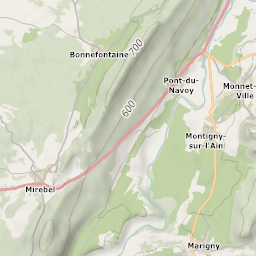 Bonnefontaine
700
Pont-du-
Navoy
Monnet-
Ville
600
Montigny-
sur-l'Ain
Mirebel
Marigny